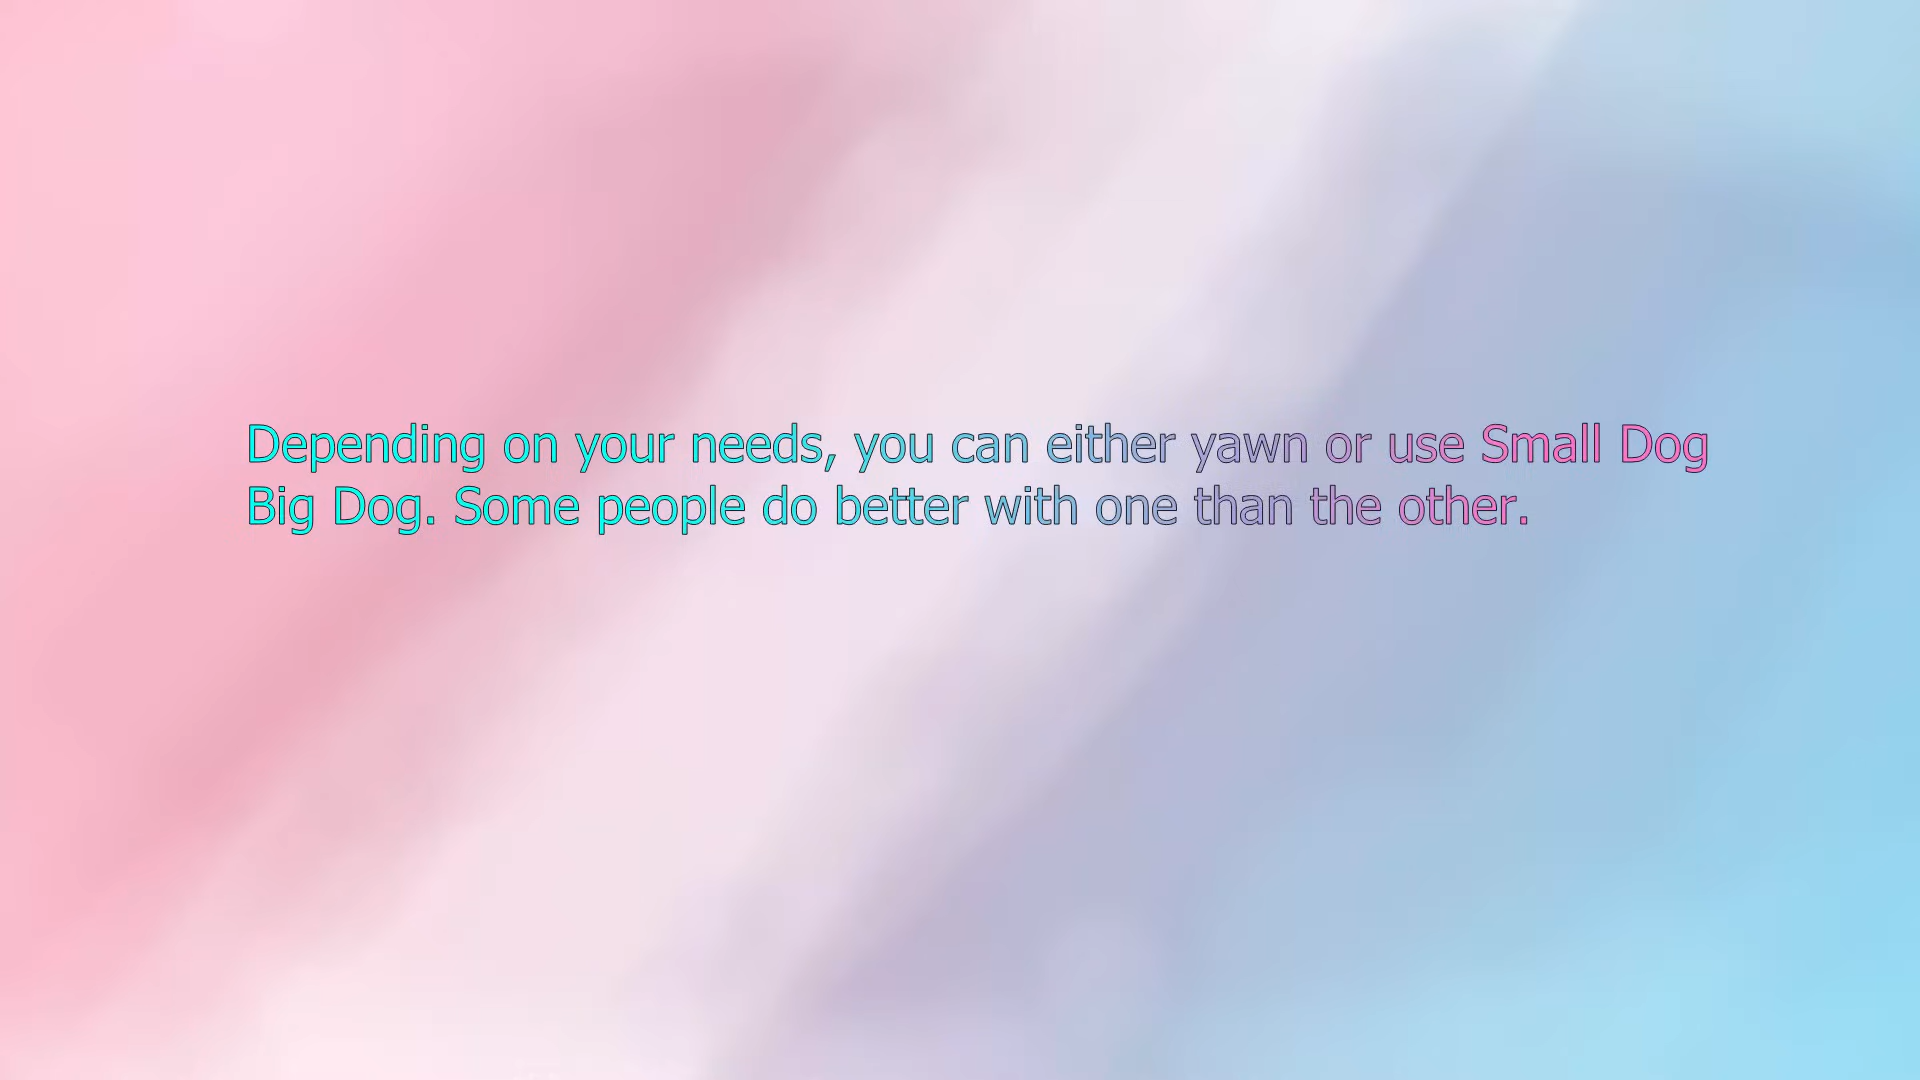 Depending on your needs, you can either yawn or use Small Dog
Big Dog. Some people do better with one than the other.